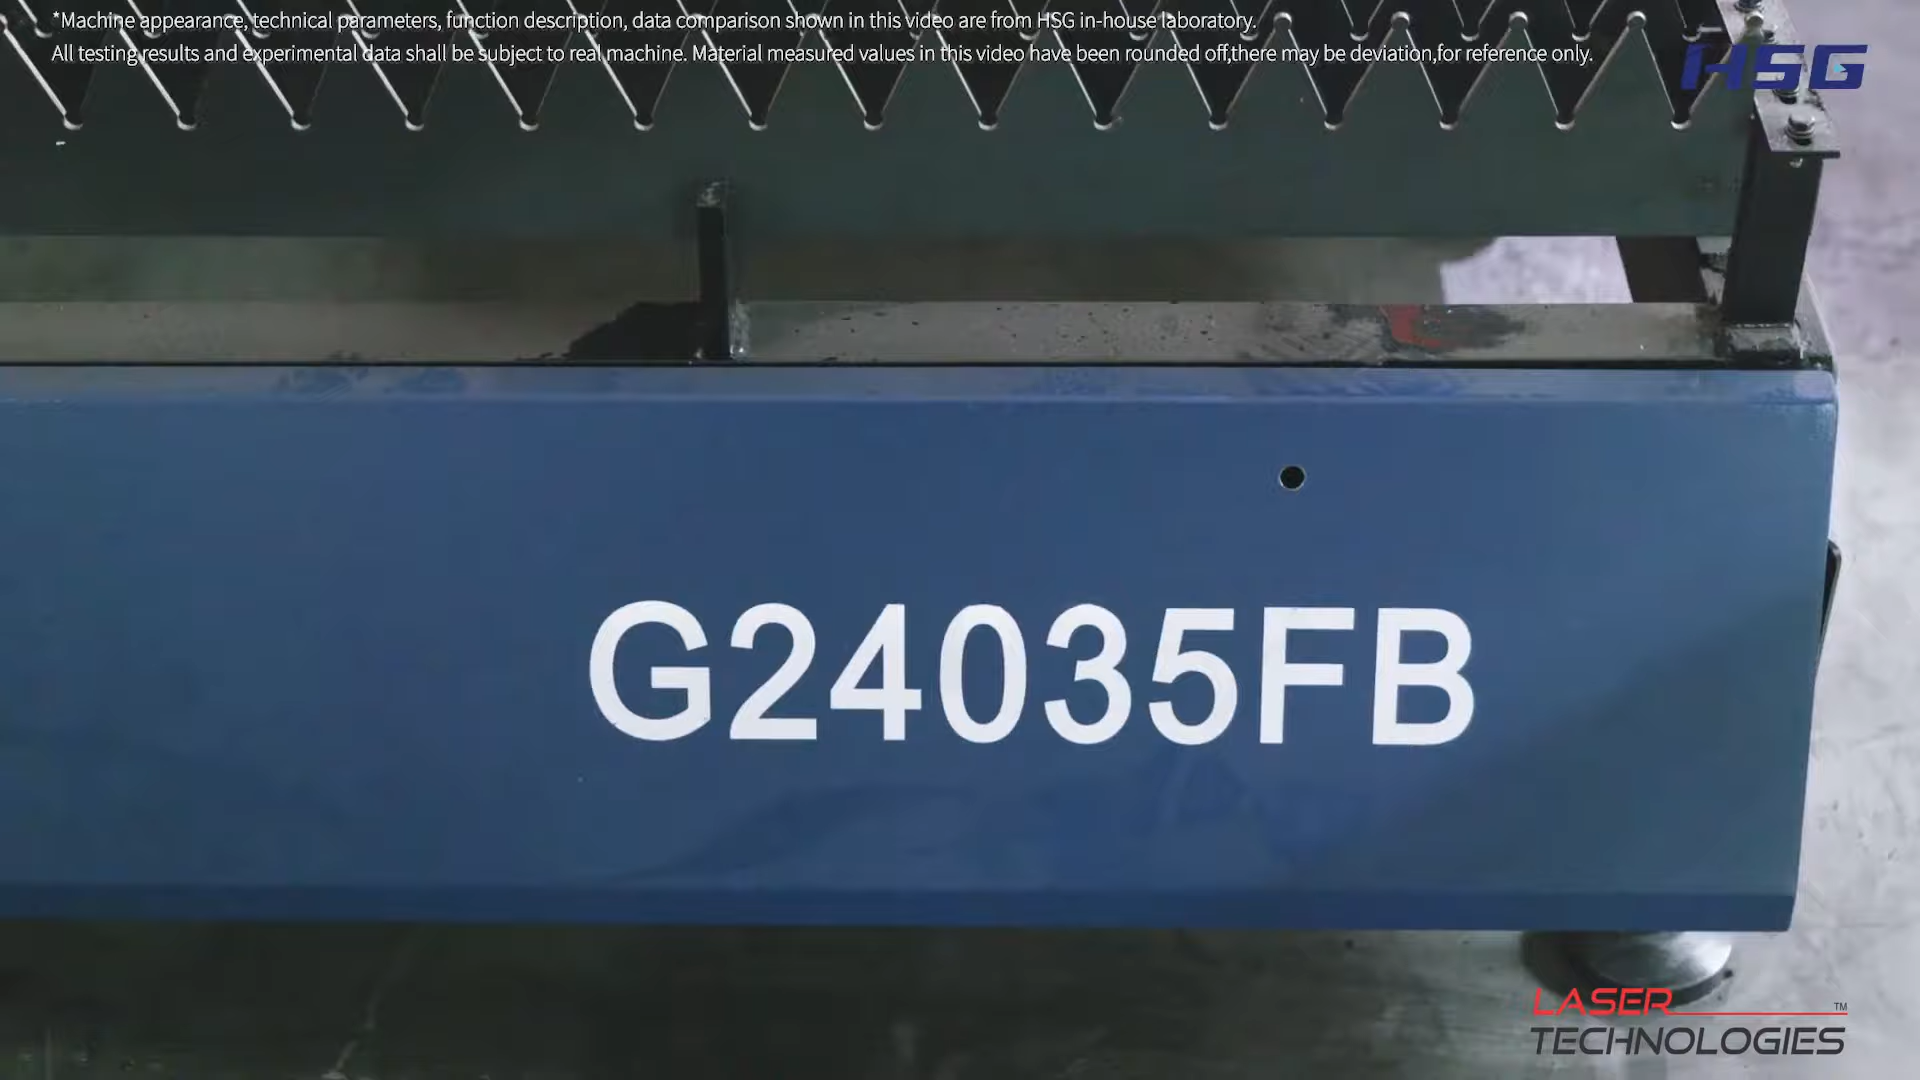 *Machine appearance, technical parameters, function description, data comparison shown in this video are from HSG in-house laboratory.
All testing results and experimental data shall be subject to real machine. Material measured values in this video have been rounded off,there may be deviation,for reference only.
HSG
G24035FB
LASER TM
TECHNOLOGIES